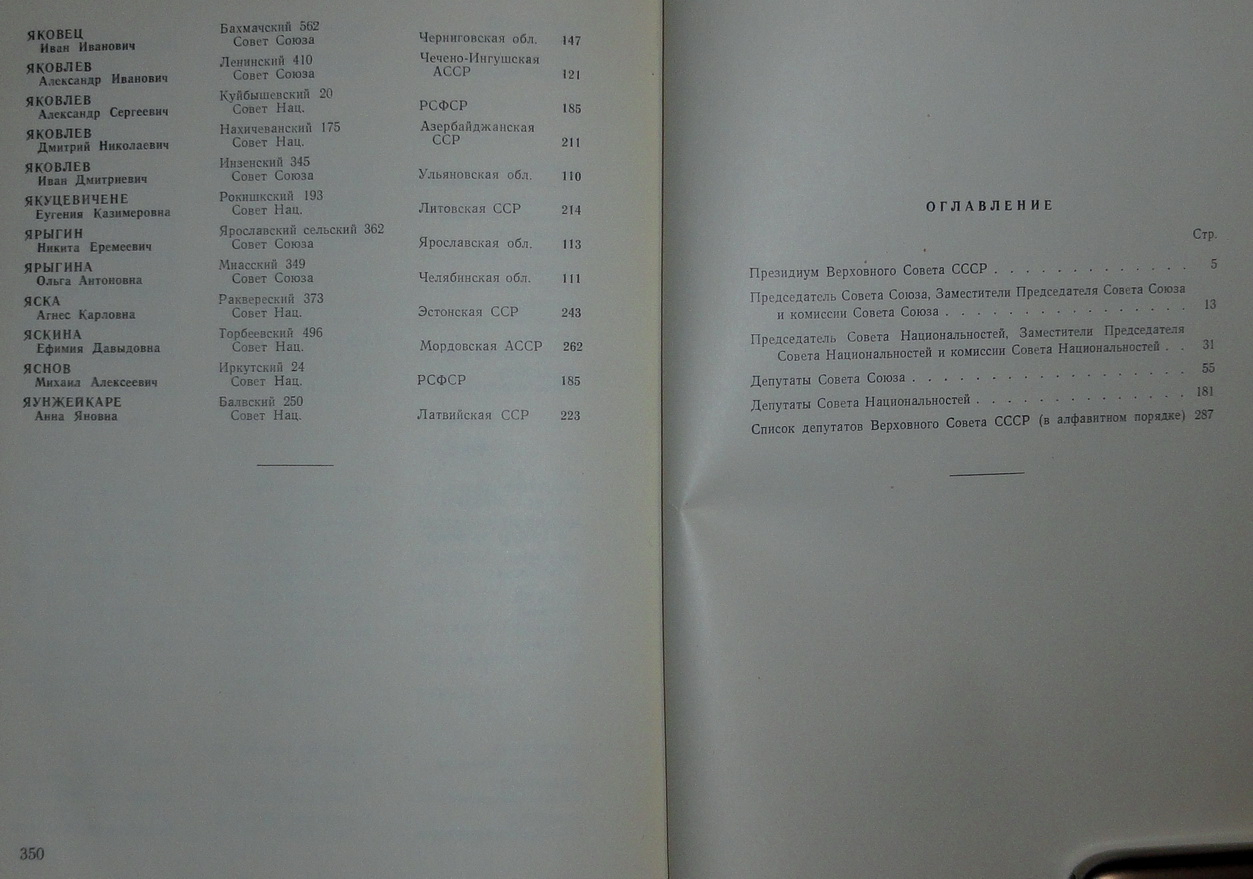 ЯКОВЕЦ
Иван Иванович
Бахмачский 562
Совет Союза
Черниговская обл. 147
ЯКОВЛЕВ
Александр Иванович
Ленинский 410
Совет Союза
Чечено-Ингушская
АССР 121
ЯКОВЛЕВ
Александр Сергеевич
Куйбышевский 20
Совет Нац.
РСФСР 185
ЯКОВЛЕВ
Дмитрий Николаевич
Нахичеванский 175
Совет Нац.
Азербайджанская
ССР 211
ЯКОВЛЕВ
Иван Дмитриевич
Инзенский 345
Совет Союза
Ульяновская обл. 110
ЯКУЦЕВИЧЕНЕ
Еугения Казимеровна
Рокишкский 193
Совет Нац.
Литовская ССР 214
ЯРЫГИН
Никита Еремеевич
Ярославский сельский 362
Совет Союза
Ярославская обл. 113
ЯРЫГИНА
Ольга Антоновна
Миасский 349
Совет Союза
Челябинская обл. 111
ЯСКА
Агнес Карловна
Раквереский 373
Совет Нац.
Эстонская ССР 243
ЯСКИНА
Ефимия Давыдовна
Торбеевский 496
Совет Нац.
Мордовская АССР 262
ЯСНОВ
Михаил Алексеевич
Иркутский 24
Совет Нац.
РСФСР 185
ЯУНЖЕЙКАРЕ
Анна Яновна
Балвский 250
Совет Нац.
Латвийская ССР 223
350
ОГЛАВЛЕНИЕ
Стр.
Президиум Верховного Совета СССР . . . . . . . . . . . . . 5
Председатель Совета Союза, Заместители Председателя Совета Союза
и комиссии Совета Союза . . . . . . . . . . . . . . . . 13
Председатель Совета Национальностей, Заместители Председателя
Совета Национальностей и комиссии Совета Национальностей . . 31
Депутаты Совета Союза . . . . . . . . . . . . . . . . . . 55
Депутаты Совета Национальностей . . . . . . . . . . . . . . 181
Список депутатов Верховного Совета СССР (в алфавитном порядке) 287